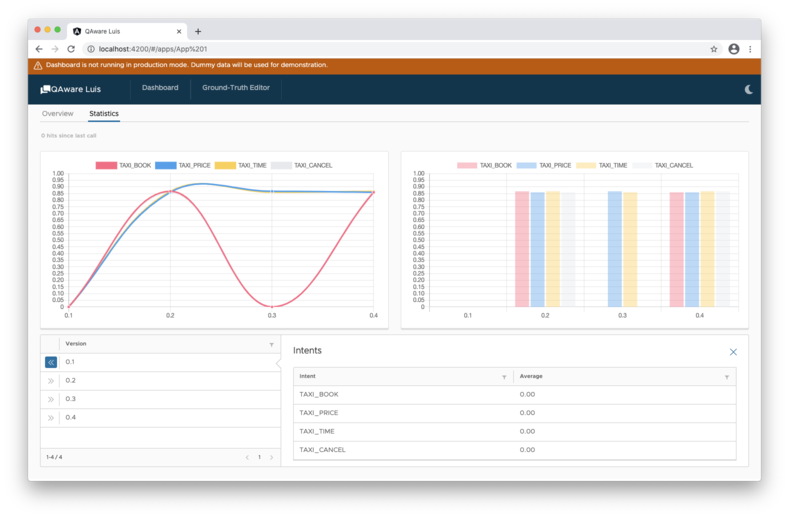 QAware Luis
localhost:4200/#/apps/App%201
Dashboard is not running in production mode. Dummy data will be used for demonstration.
QAware Luis Dashboard Ground-Truth Editor
Overview Statistics
0 hits since last call
TAXI_BOOK TAXI_PRICE TAXI_TIME TAXI_CANCEL
1.00
0.95
0.90
0.85
0.80
0.75
0.70
0.65
0.60
0.55
0.50
0.45
0.40
0.35
0.30
0.25
0.20
0.15
0.10
0.05
0
0.1 0.2 0.3 0.4
TAXI_BOOK TAXI_PRICE TAXI_TIME TAXI_CANCEL
1.00
0.95
0.90
0.85
0.80
0.75
0.70
0.65
0.60
0.55
0.50
0.45
0.40
0.35
0.30
0.25
0.20
0.15
0.10
0.05
0
0.1 0.2 0.3 0.4
Version
0.1
0.2
0.3
0.4
1-4 / 4 1
Intents
Intent Average
TAXI_BOOK 0.00
TAXI_PRICE 0.00
TAXI_TIME 0.00
TAXI_CANCEL 0.00